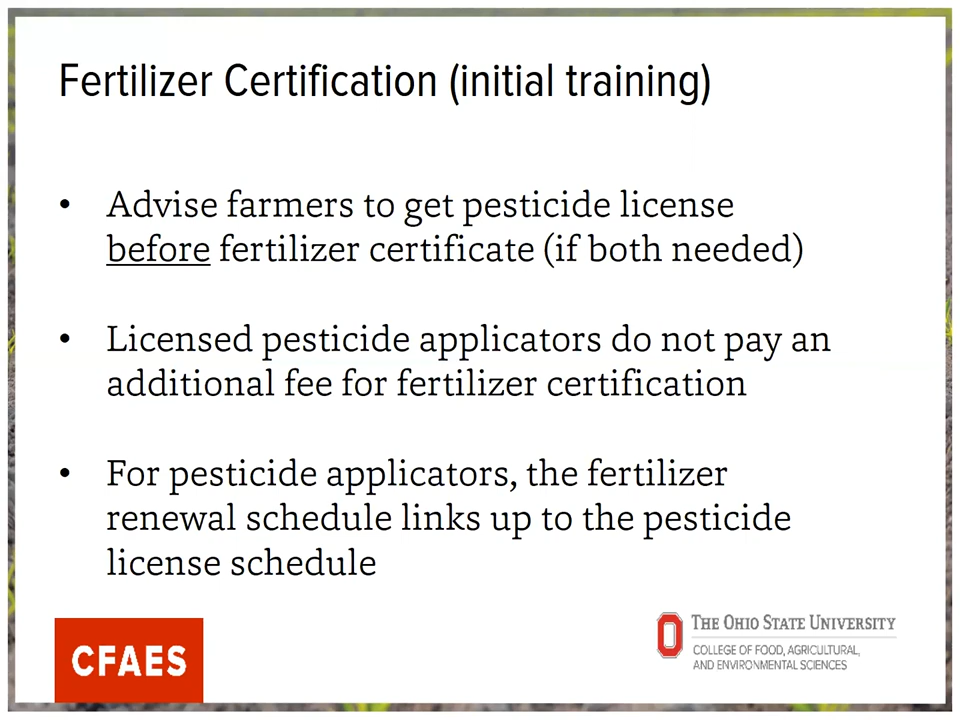 Fertilizer Certification (initial training)
• Advise farmers to get pesticide license
before fertilizer certificate (if both needed)
• Licensed pesticide applicators do not pay an
additional fee for fertilizer certification
• For pesticide applicators, the fertilizer
renewal schedule links up to the pesticide
license schedule
CFAES
THE OHIO STATE UNIVERSITY
COLLEGE OF FOOD, AGRICULTURAL,
AND ENVIRONMENTAL SCIENCES